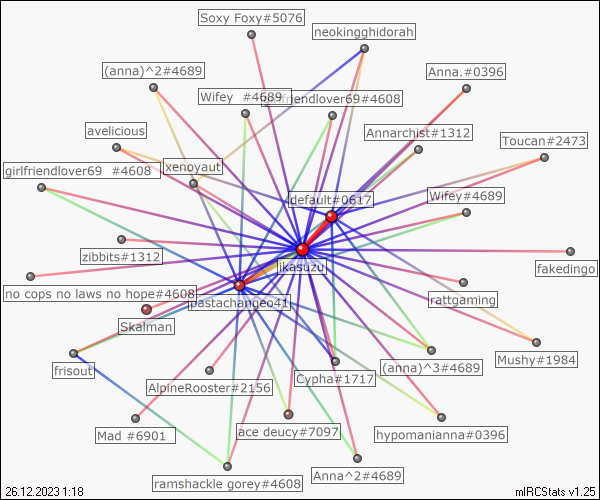 Soxy Foxy#5076
neokingghidorah
(anna)^2#4689
Anna.#0396
Wifey #4689
friendlover69#4608
avelicious
Annarchist#1312
Toucan#2473
xenoyaut
girlfriendlover69 #4608
default#0617
Wifey#4689
zibbits#1312
ikasuzu
fakedingo
no cops no laws no hope#4608
pastachangeo41
rattgaming
Skalman
Mushy#1984
frisout
(anna)^3#4689
Cypha#1717
AlpineRooster#2156
Mad #6901
ace deucy#7097
hypomanianna#0396
Anna^2#4689
ramshackle gorey#4608
26.12.2023 1:18
mIRCStats v1.25